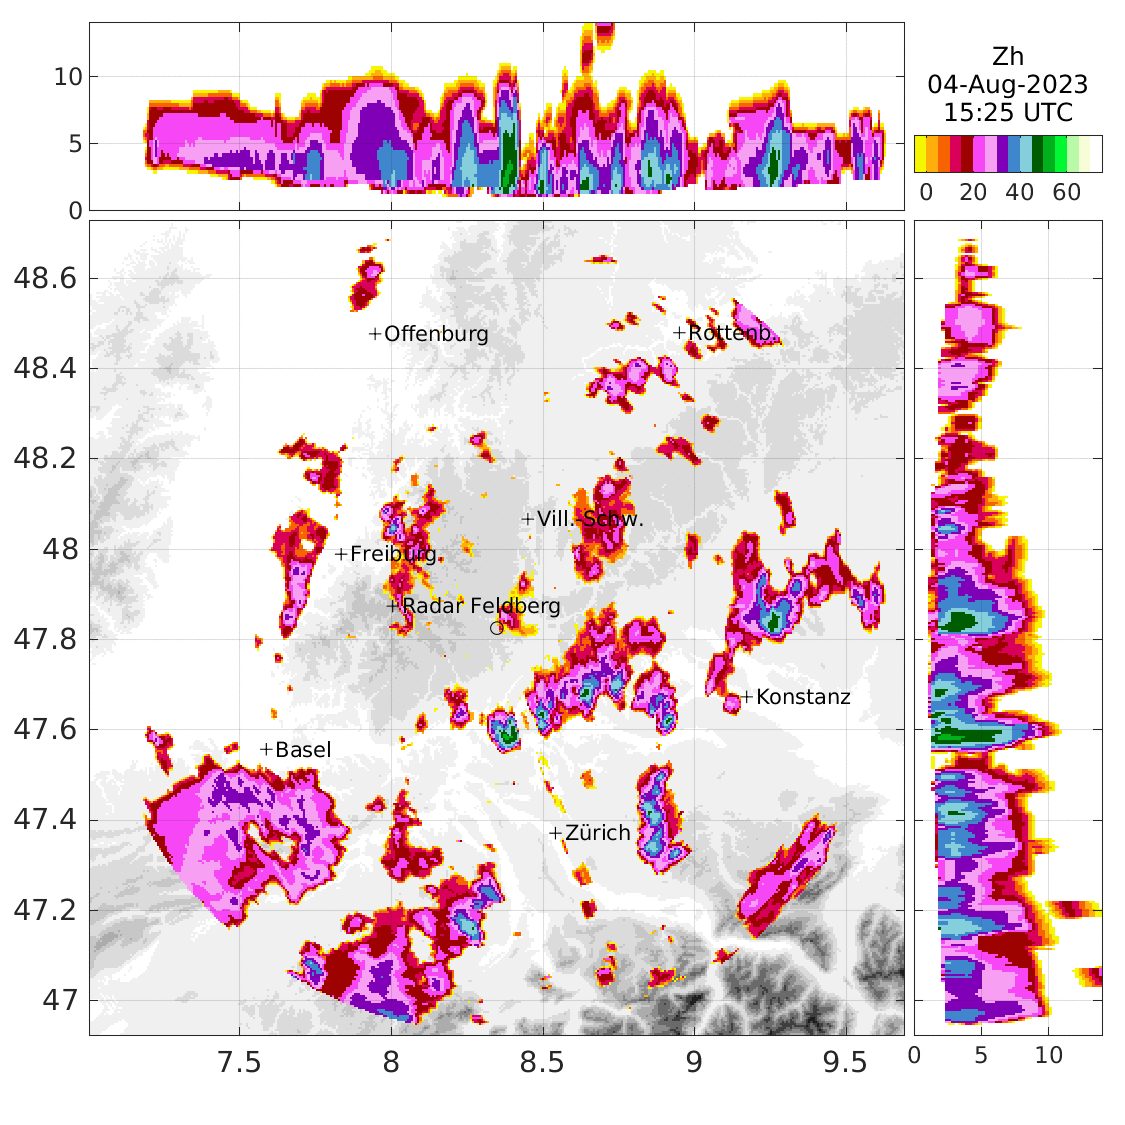 10
5
0
Zh
04-Aug-2023
15:25 UTC
0 20 40 60
48.6
48.4
48.2
48
47.8
47.6
47.4
47.2
47
+Offenburg
+Rottenb.
+Vill.-Schw.
+Freiburg
+Radar Feldberg
+Konstanz
+Basel
+Zürich
7.5 8 8.5 9 9.5
0 5 10